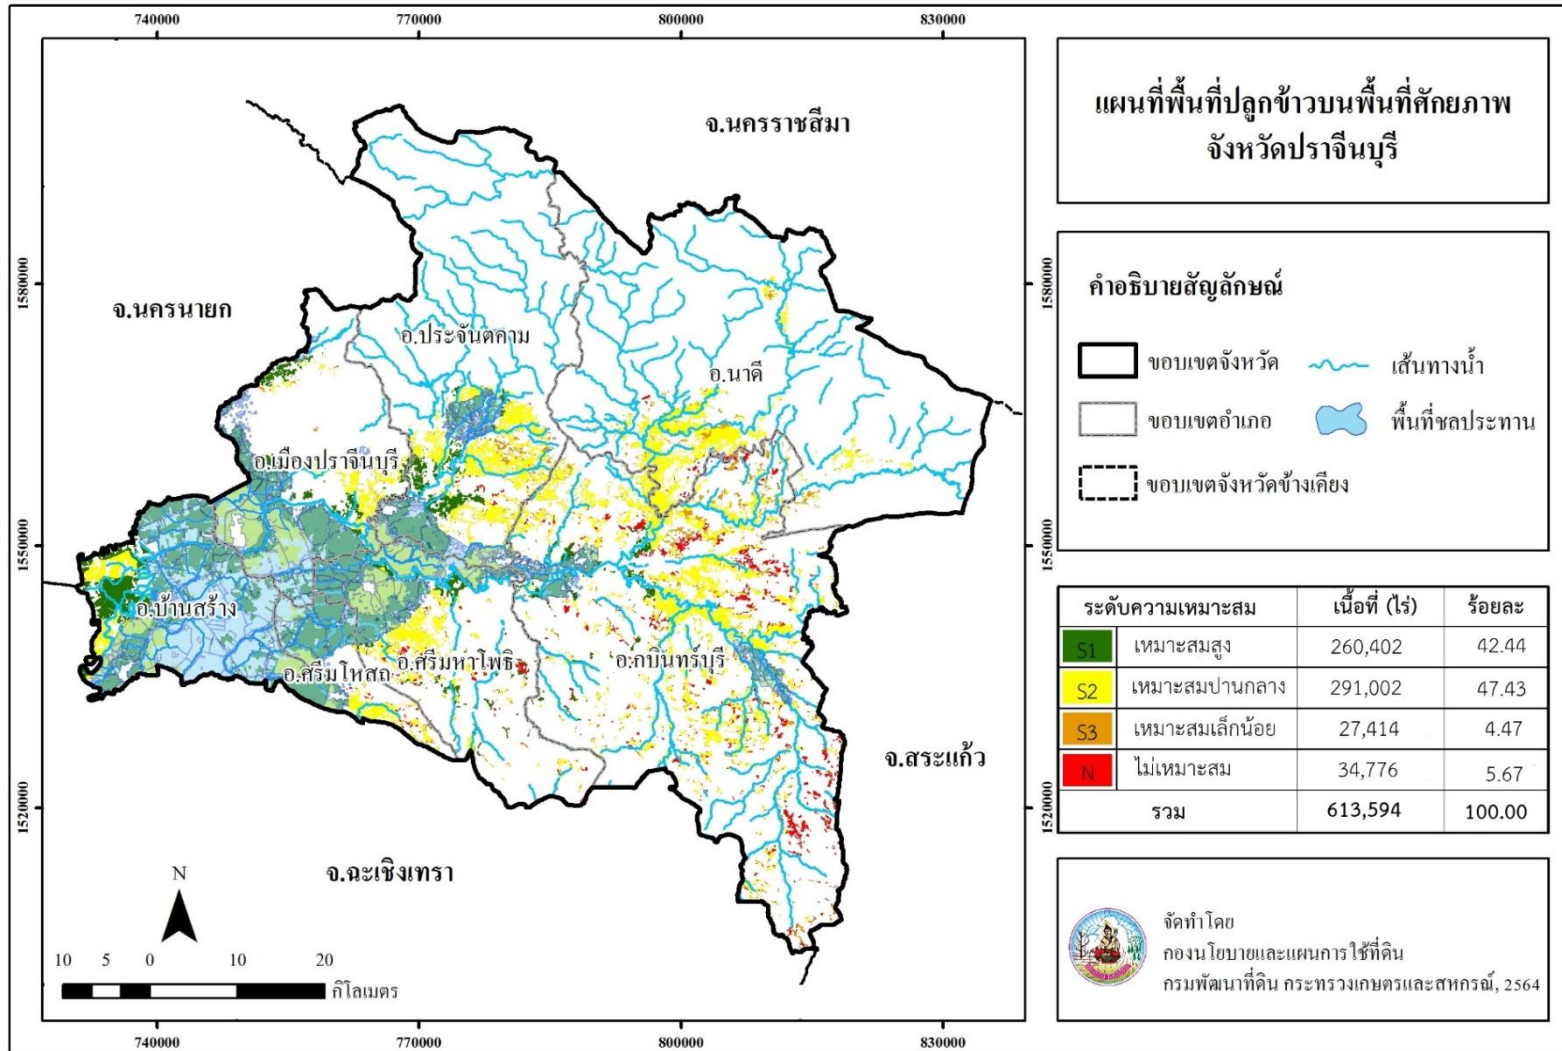 740000 770000 800000 830000
แผนที่พื้นที่ปลูกข้าวบนพื้นที่ศักยภาพ
จังหวัดปราจีนบุรี
จ.นครราชสีมา
1580000
1580000
คำอธิบายสัญลักษณ์
จ.นครนายก
อ.ประจันตคาม
ขอบเขตจังหวัด เส้นทางน้ำ
อ.นาดี
ขอบเขตอำเภอ พื้นที่ชลประทาน
อ.เมืองปราจีนบุรี
ขอบเขตจังหวัดข้างเคียง
1550000
1550000
อ.บ้านสร้าง
อ.ศรีมโหสถ
อ.ศรีมหาโพธิ
อ.กบินทร์บุรี
ระดับความเหมาะสม เนื้อที่ (ไร่) ร้อยละ
S1 เหมาะสมสูง 260,402 42.44
S2 เหมาะสมปานกลาง 291,002 47.43
S3 เหมาะสมเล็กน้อย 27,414 4.47
N ไม่เหมาะสม 34,776 5.67
รวม 613,594 100.00
จ.สระแก้ว
1520000
1520000
จ.ฉะเชิงเทรา
N
10 5 0 10 20
กิโลเมตร
จัดทำโดย
กองนโยบายและแผนการใช้ที่ดิน
กรมพัฒนาที่ดิน กระทรวงเกษตรและสหกรณ์, 2564
740000 770000 800000 830000